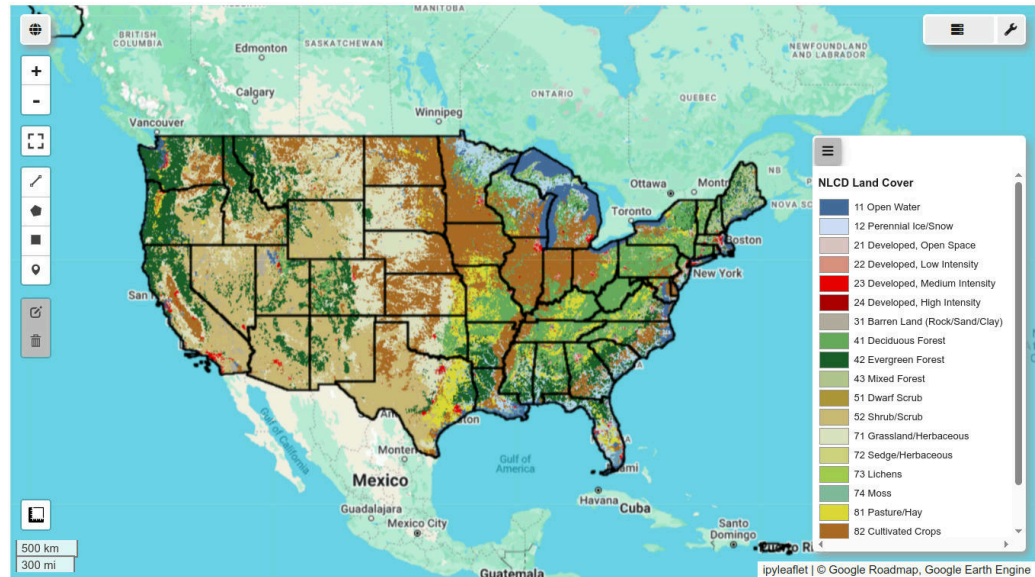 MANITOBA
BRITISH
COLUMBIA
Edmonton
SASKATCHEWAN
NEWFOUNDLAND
AND LABRADOR
Calgary
ONTARIO
QUEBEC
Vancouver
Winnipeg
+
-
Ottawa
Montr
NB
NOVA SC
Toronto
Boston
New York
San
Gulf of California
Monter
Mexico
Guadalajara
Mexico City
Gulf of
America
ami
Havana
Cuba
Santo
Domingo
Guatemala
NLCD Land Cover
11 Open Water
12 Perennial Ice/Snow
21 Developed, Open Space
22 Developed, Low Intensity
23 Developed, Medium Intensity
24 Developed, High Intensity
31 Barren Land (Rock/Sand/Clay)
41 Deciduous Forest
42 Evergreen Forest
43 Mixed Forest
51 Dwarf Scrub
52 Shrub/Scrub
71 Grassland/Herbaceous
72 Sedge/Herbaceous
73 Lichens
74 Moss
81 Pasture/Hay
82 Cultivated Crops
500 km
300 mi
ipyleaflet | © Google Roadmap, Google Earth Engine